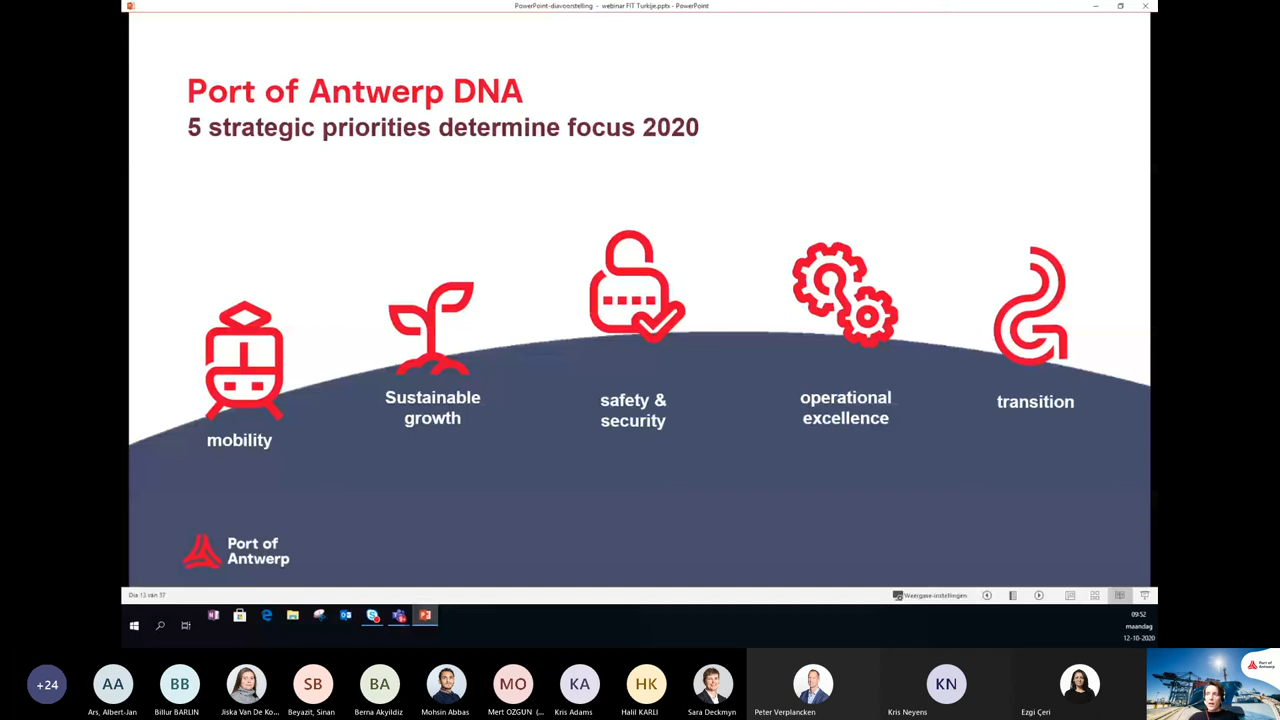 PowerPoint-diavoorstelling - webinar FIT Turkije.pptx - PowerPoint
Port of Antwerp DNA
5 strategic priorities determine focus 2020
mobility
Sustainable
growth
safety &
security
operational
excellence
transition
Port of
Antwerp
Dia 13 van 37
Weergave-instellingen
09:52
maandag
12-10-2020
+24
AA
BB
SB
BA
MO
KA
HK
KN
Port of
Antwerp
Ars, Albert-Jan
Billur BARLIN
Jiska Van De Ko...
Beyazit, Sinan
Berna Akyildiz
Mohsin Abbas
Mert OZGUN (...
Kris Adams
Halil KARLI
Sara Deckmyn
Peter Verplancken
Kris Neyens
Ezgi Çeri